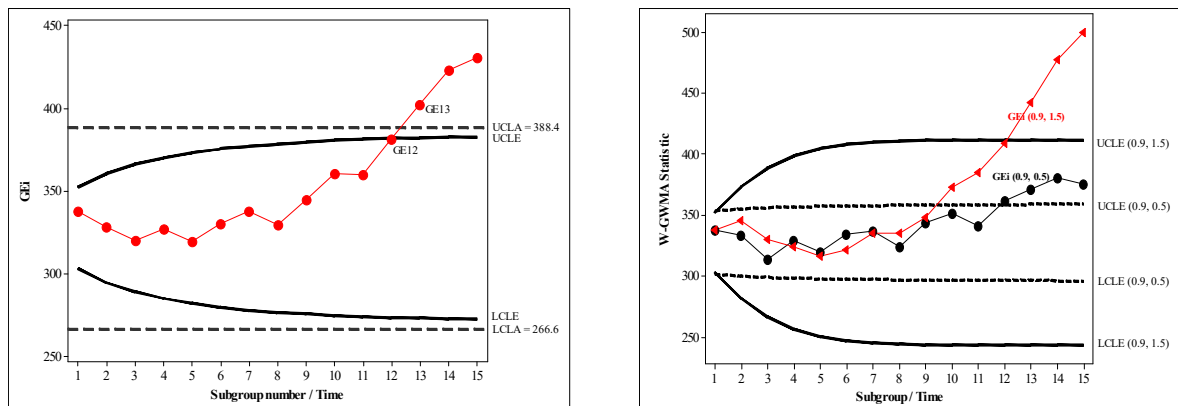 450
400
350
300
250
GEi
GE13
GE12
UCLA = 388.4
UCLE
LCLE
LCLA = 266.6
1 2 3 4 5 6 7 8 9 10 11 12 13 14 15
Subgroup number / Time
500
450
400
350
300
250
W-GWMA Statistic
GEi (0.9, 1.5)
GEi (0.9, 0.5)
UCLE (0.9, 1.5)
UCLE (0.9, 0.5)
LCLE (0.9, 0.5)
LCLE (0.9, 1.5)
1 2 3 4 5 6 7 8 9 10 11 12 13 14 15
Subgroup / Time